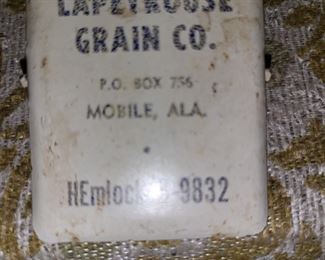 LAPEYROUSE
GRAIN CO.
P.O. BOX 756
MOBILE, ALA.
HEmlock 9832